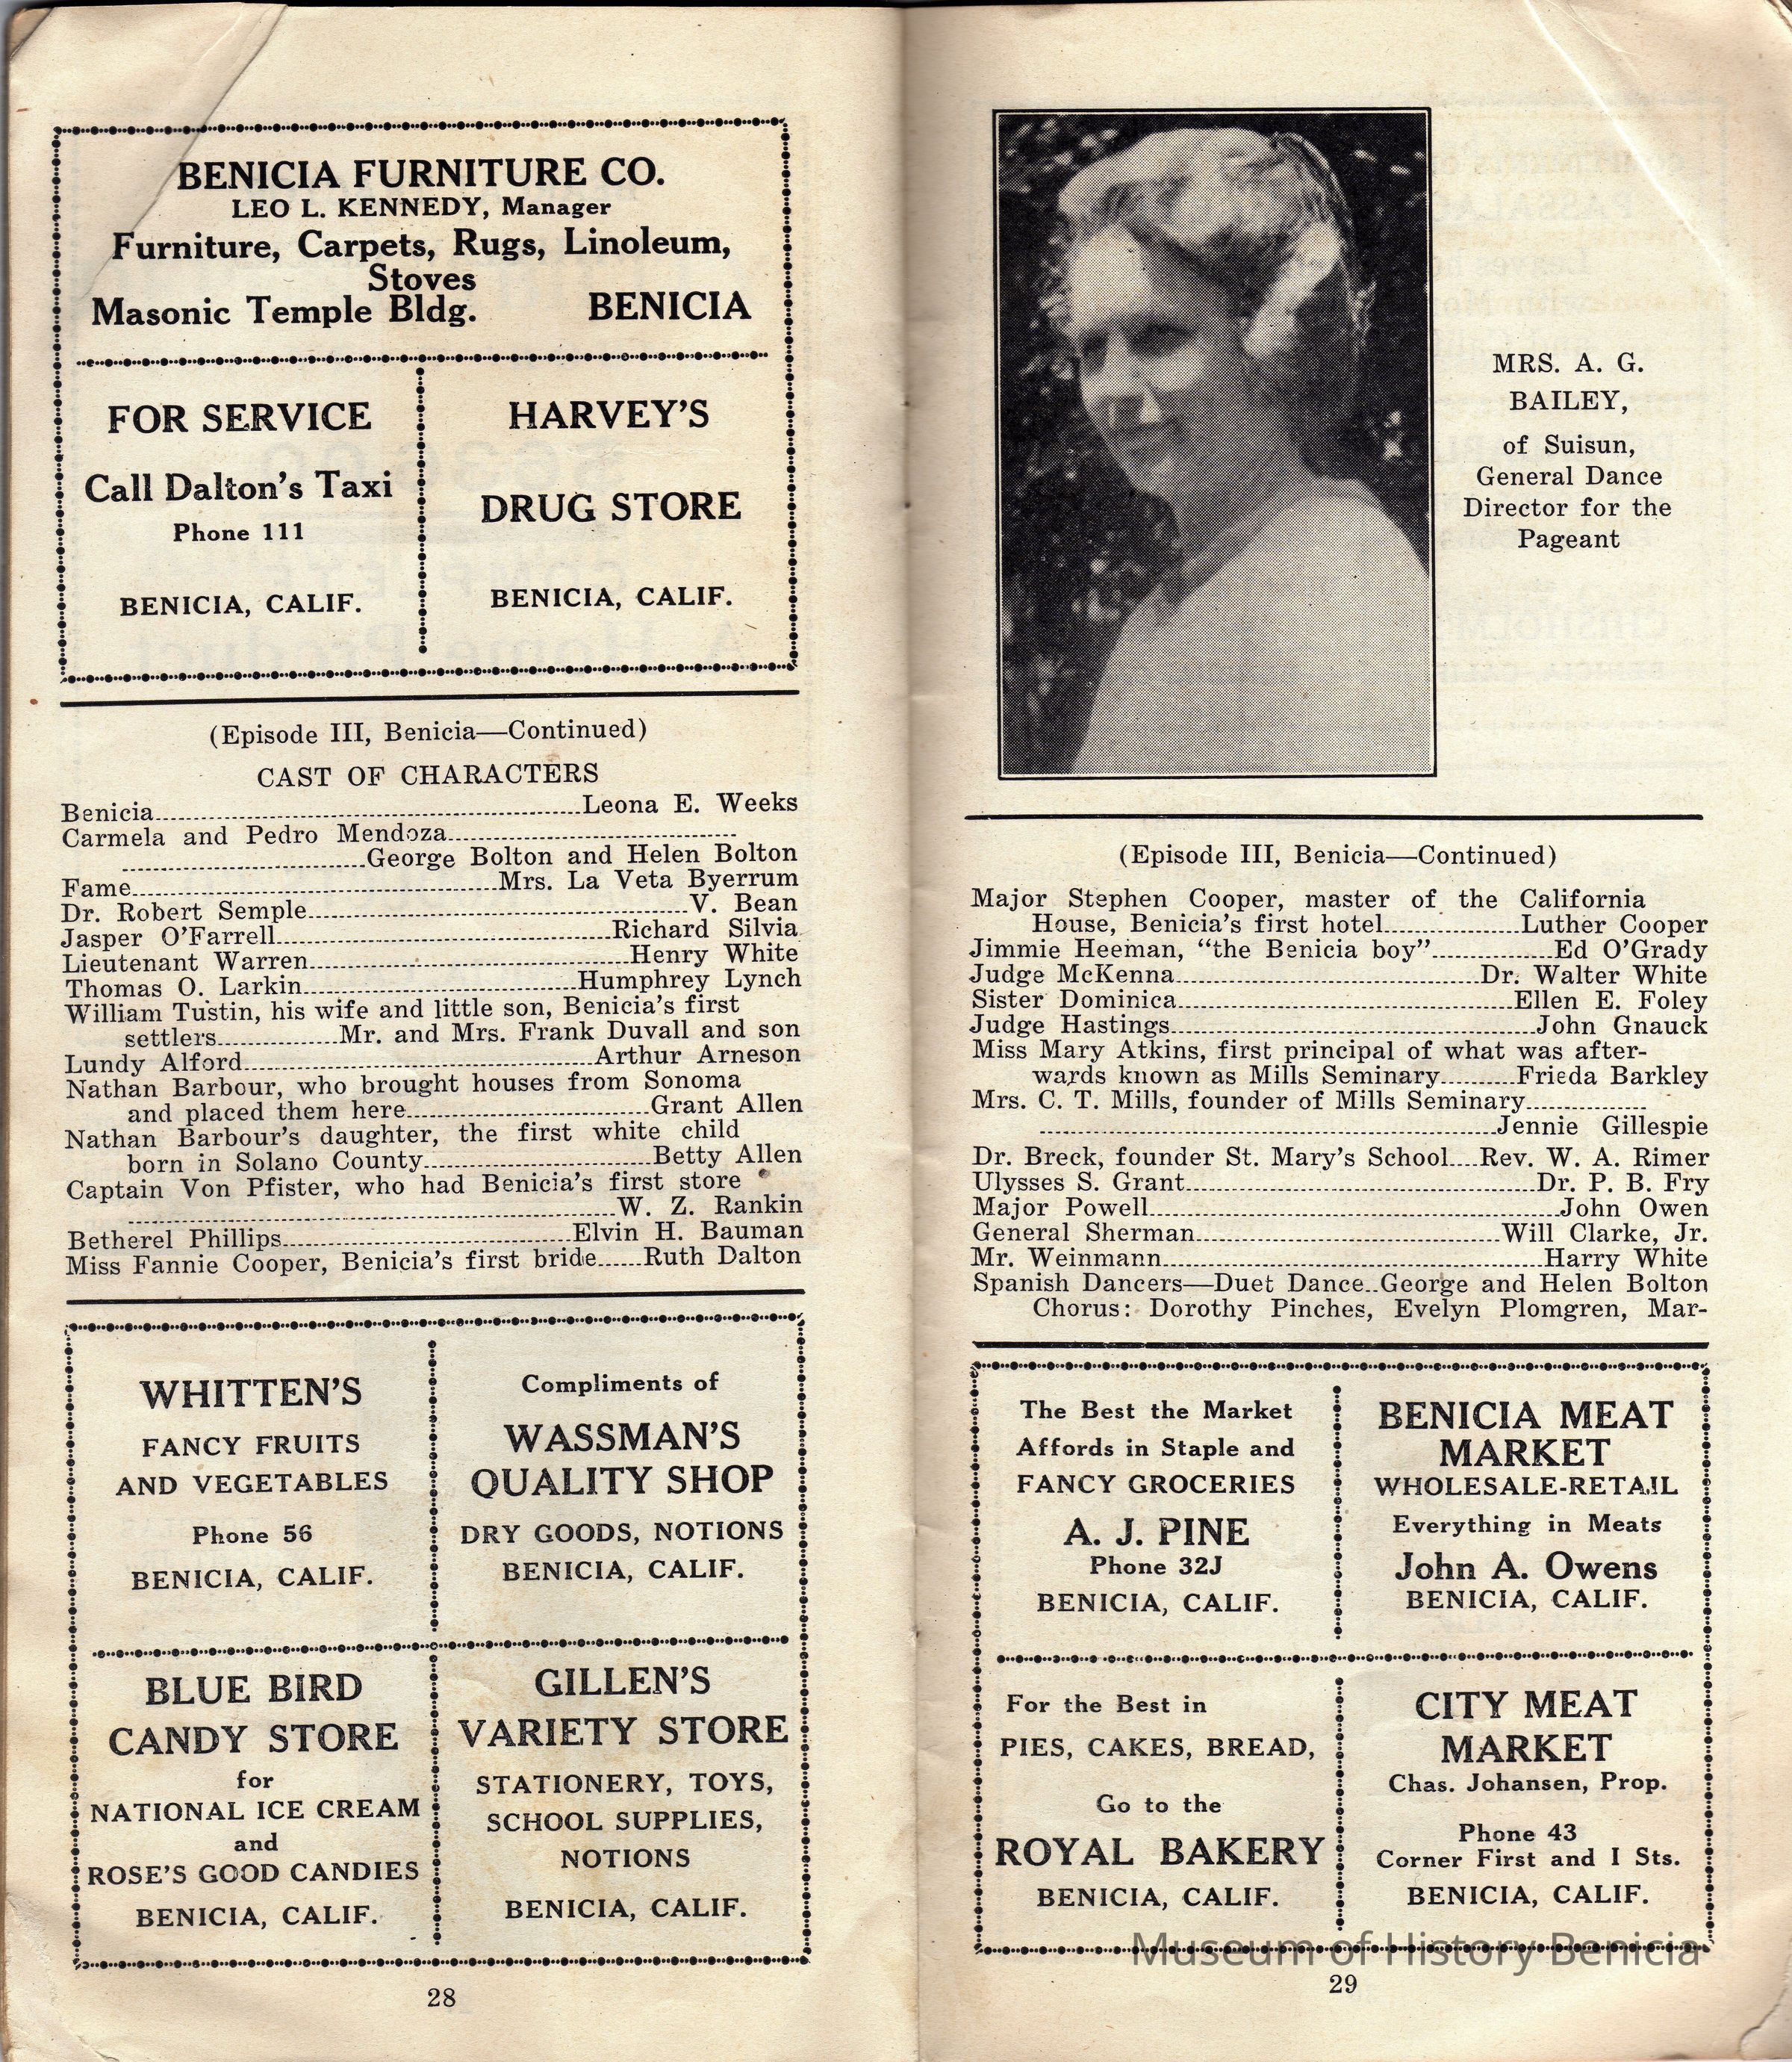 BENICIA FURNITURE CO.
LEO L. KENNEDY, Manager
Furniture, Carpets, Rugs, Linoleum,
Stoves
Masonic Temple Bldg. BENICIA
FOR SERVICE
Call Dalton's Taxi
Phone 111
BENICIA, CALIF.
HARVEY'S
DRUG STORE
BENICIA, CALIF.
(Episode III, Benicia—Continued)
CAST OF CHARACTERS
Benicia Leona E. Weeks
Carmela and Pedro Mendoza
George Bolton and Helen Bolton
Fame Mrs. La Veta Byerrum
Dr. Robert Semple V. Bean
Jasper O'Farrell Richard Silvia
Lieutenant Warren Henry White
Thomas O. Larkin Humphrey Lynch
William Tustin, his wife and little son, Benicia's first
settlers Mr. and Mrs. Frank Duvall and son
Lundy Alford Arthur Arneson
Nathan Barbour, who brought houses from Sonoma
and placed them here Grant Allen
Nathan Barbour's daughter, the first white child
born in Solano County Betty Allen
Captain Von Pfister, who had Benicia's first store
W. Z. Rankin
Betherel Phillips Elvin H. Bauman
Miss Fannie Cooper, Benicia's first bride Ruth Dalton
WHITTEN'S
FANCY FRUITS
AND VEGETABLES
Phone 56
BENICIA, CALIF.
Compliments of
WASSMAN'S
QUALITY SHOP
DRY GOODS, NOTIONS
BENICIA, CALIF.
BLUE BIRD
CANDY STORE
for
NATIONAL ICE CREAM
and
ROSE'S GOOD CANDIES
BENICIA, CALIF.
GILLEN'S
VARIETY STORE
STATIONERY, TOYS,
SCHOOL SUPPLIES,
NOTIONS
BENICIA, CALIF.
28
MRS. A. G.
BAILEY,
of Suisun,
General Dance
Director for the
Pageant
(Episode III, Benicia—Continued)
Major Stephen Cooper, master of the California
House, Benicia's first hotel Luther Cooper
Jimmie Heeman, "the Benicia boy" Ed O'Grady
Judge McKenna Dr. Walter White
Sister Dominica Ellen E. Foley
Judge Hastings John Gnauck
Miss Mary Atkins, first principal of what was after-
wards known as Mills Seminary Frieda Barkley
Mrs. C. T. Mills, founder of Mills Seminary
Jennie Gillespie
Dr. Breck, founder St. Mary's School Rev. W. A. Rimer
Ulysses S. Grant Dr. P. B. Fry
Major Powell John Owen
General Sherman Will Clarke, Jr.
Mr. Weinmann Harry White
Spanish Dancers—Duet Dance George and Helen Bolton
Chorus: Dorothy Pinches, Evelyn Plomgren, Mar-
The Best the Market
Affords in Staple and
FANCY GROCERIES
A. J. PINE
Phone 32J
BENICIA, CALIF.
BENICIA MEAT
MARKET
WHOLESALE-RETAIL
Everything in Meats
John A. Owens
BENICIA, CALIF.
For the Best in
PIES, CAKES, BREAD,
Go to the
ROYAL BAKERY
BENICIA, CALIF.
CITY MEAT
MARKET
Chas. Johansen, Prop.
Phone 43
Corner First and I Sts.
BENICIA, CALIF.
Museum of History Benicia
29